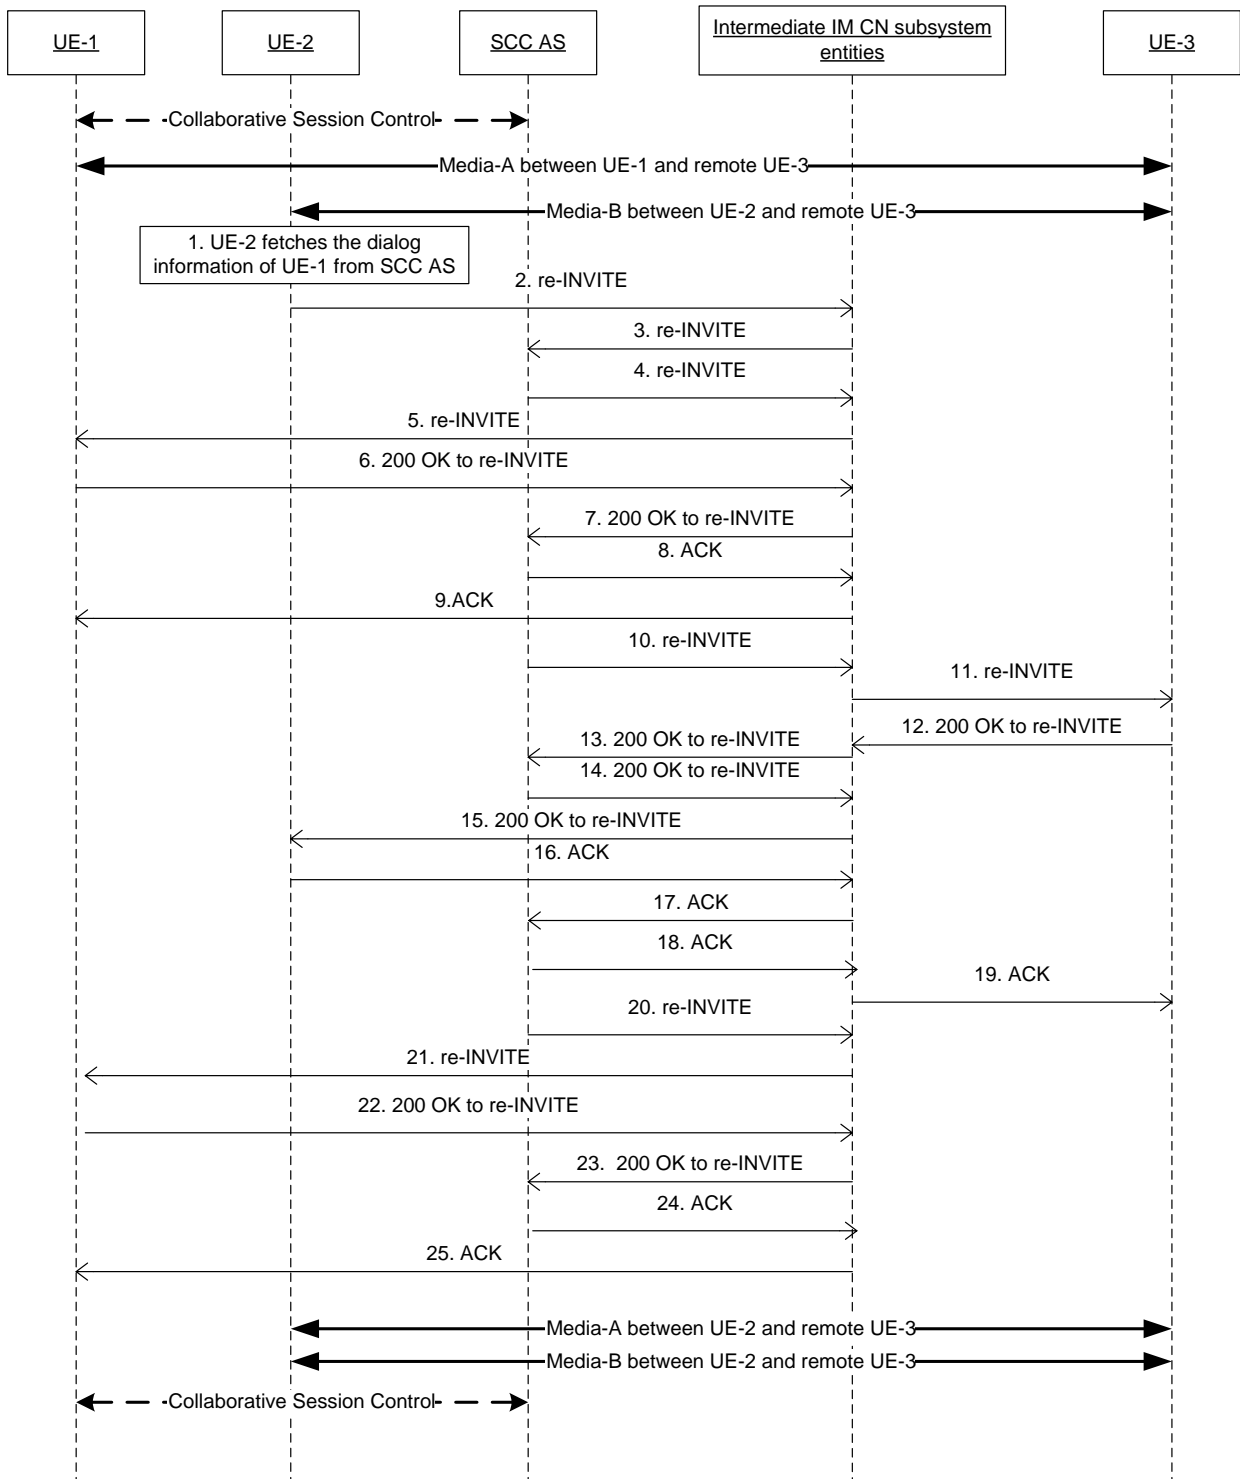 UE-1
UE-2
SCC AS
Intermediate IM CN subsystem
entities
UE-3
Collaborative Session Control
Media-A between UE-1 and remote UE-3
Media-B between UE-2 and remote UE-3
1. UE-2 fetches the dialog
information of UE-1 from SCC AS
2. re-INVITE
3. re-INVITE
4. re-INVITE
5. re-INVITE
6. 200 OK to re-INVITE
7. 200 OK to re-INVITE
8. ACK
9.ACK
10. re-INVITE
11. re-INVITE
12. 200 OK to re-INVITE
13. 200 OK to re-INVITE
14. 200 OK to re-INVITE
15. 200 OK to re-INVITE
16. ACK
17. ACK
18. ACK
19. ACK
20. re-INVITE
21. re-INVITE
22. 200 OK to re-INVITE
23.  200 OK to re-INVITE
24. ACK
25. ACK
Media-A between UE-2 and remote UE-3
Media-B between UE-2 and remote UE-3
Collaborative Session Control